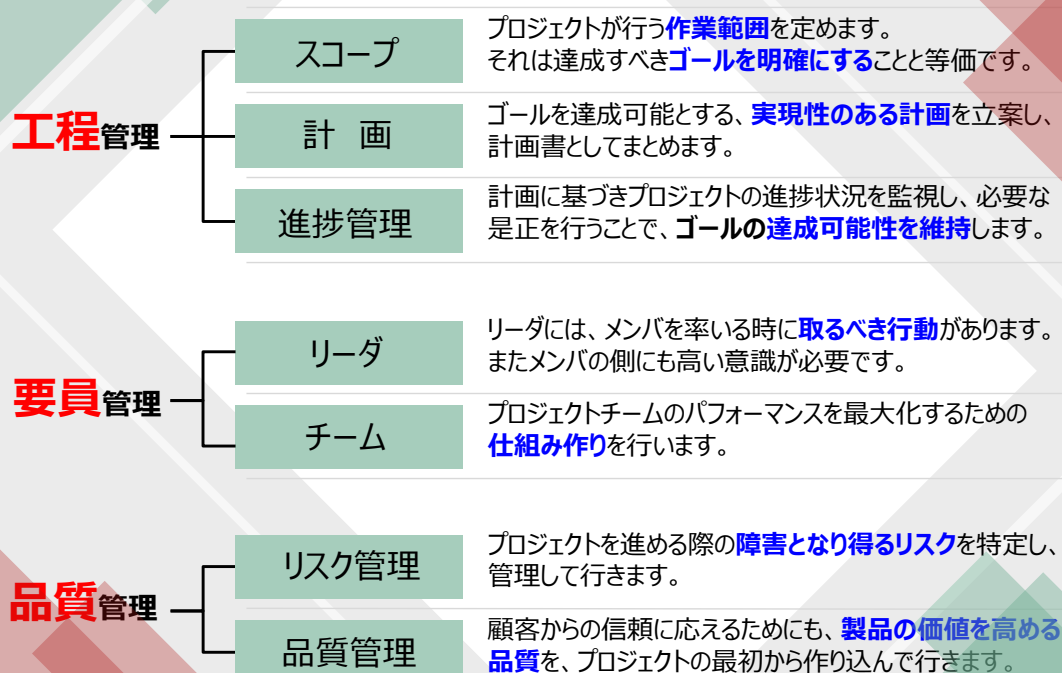 工程管理
スコープ
プロジェクトが行う作業範囲を定めます。
それは達成すべきゴールを明確にすることと等価です。
計 画
ゴールを達成可能とする、実現性のある計画を立案し、
計画書としてまとめます。
進捗管理
計画に基づきプロジェクトの進捗状況を監視し、必要な
是正を行うことで、ゴールの達成可能性を維持します。
要員管理
リーダ
リーダには、メンバを率いる時に取るべき行動があります。
またメンバの側にも高い意識が必要です。
チーム
プロジェクトチームのパフォーマンスを最大化するための
仕組み作りを行います。
品質管理
リスク管理
プロジェクトを進める際の障害となり得るリスクを特定し、
管理して行きます。
品質管理
顧客からの信頼に応えるためにも、製品の価値を高める
品質を、プロジェクトの最初から作り込んで行きます。